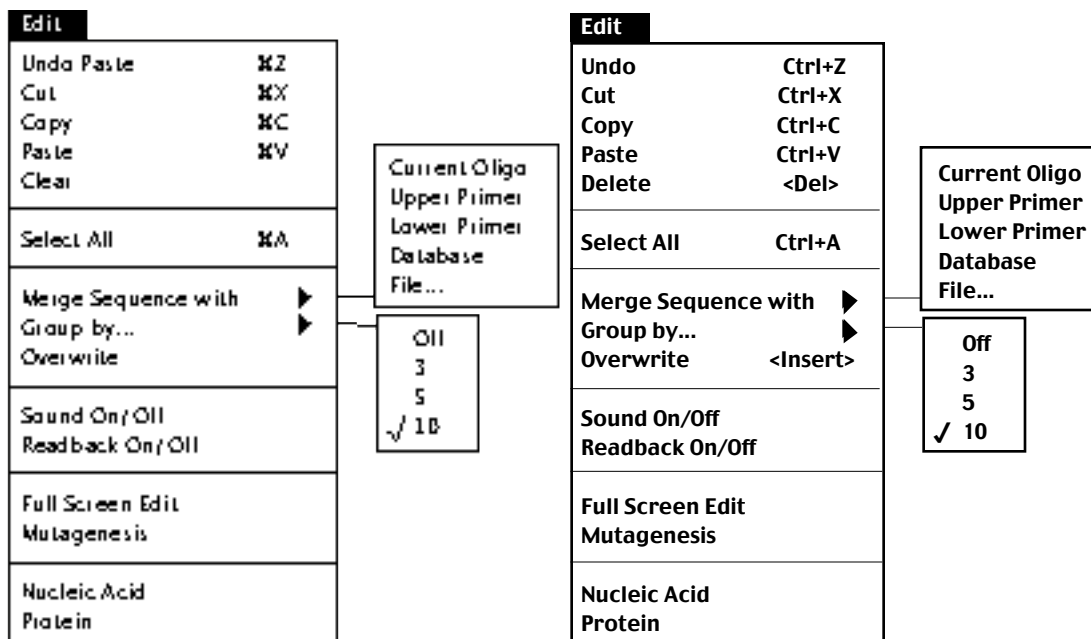 Edit
Undo Paste ⌘Z
Cut ⌘X
Copy ⌘C
Paste ⌘V
Clear
Select All ⌘A
Merge Sequence with ▶
Group by... ▶
Overwrite
Sound On/Off
Readback On/Off
Full Screen Edit
Mutagenesis
Nucleic Acid
Protein
Current Oligo
Upper Primer
Lower Primer
Database
File...
Off
3
5
✓ 10
Edit
Undo Ctrl+Z
Cut Ctrl+X
Copy Ctrl+C
Paste Ctrl+V
Delete <Del>
Select All Ctrl+A
Merge Sequence with ▶
Group by... ▶
Overwrite <Insert>
Sound On/Off
Readback On/Off
Full Screen Edit
Mutagenesis
Nucleic Acid
Protein
Current Oligo
Upper Primer
Lower Primer
Database
File...
Off
3
5
✓ 10